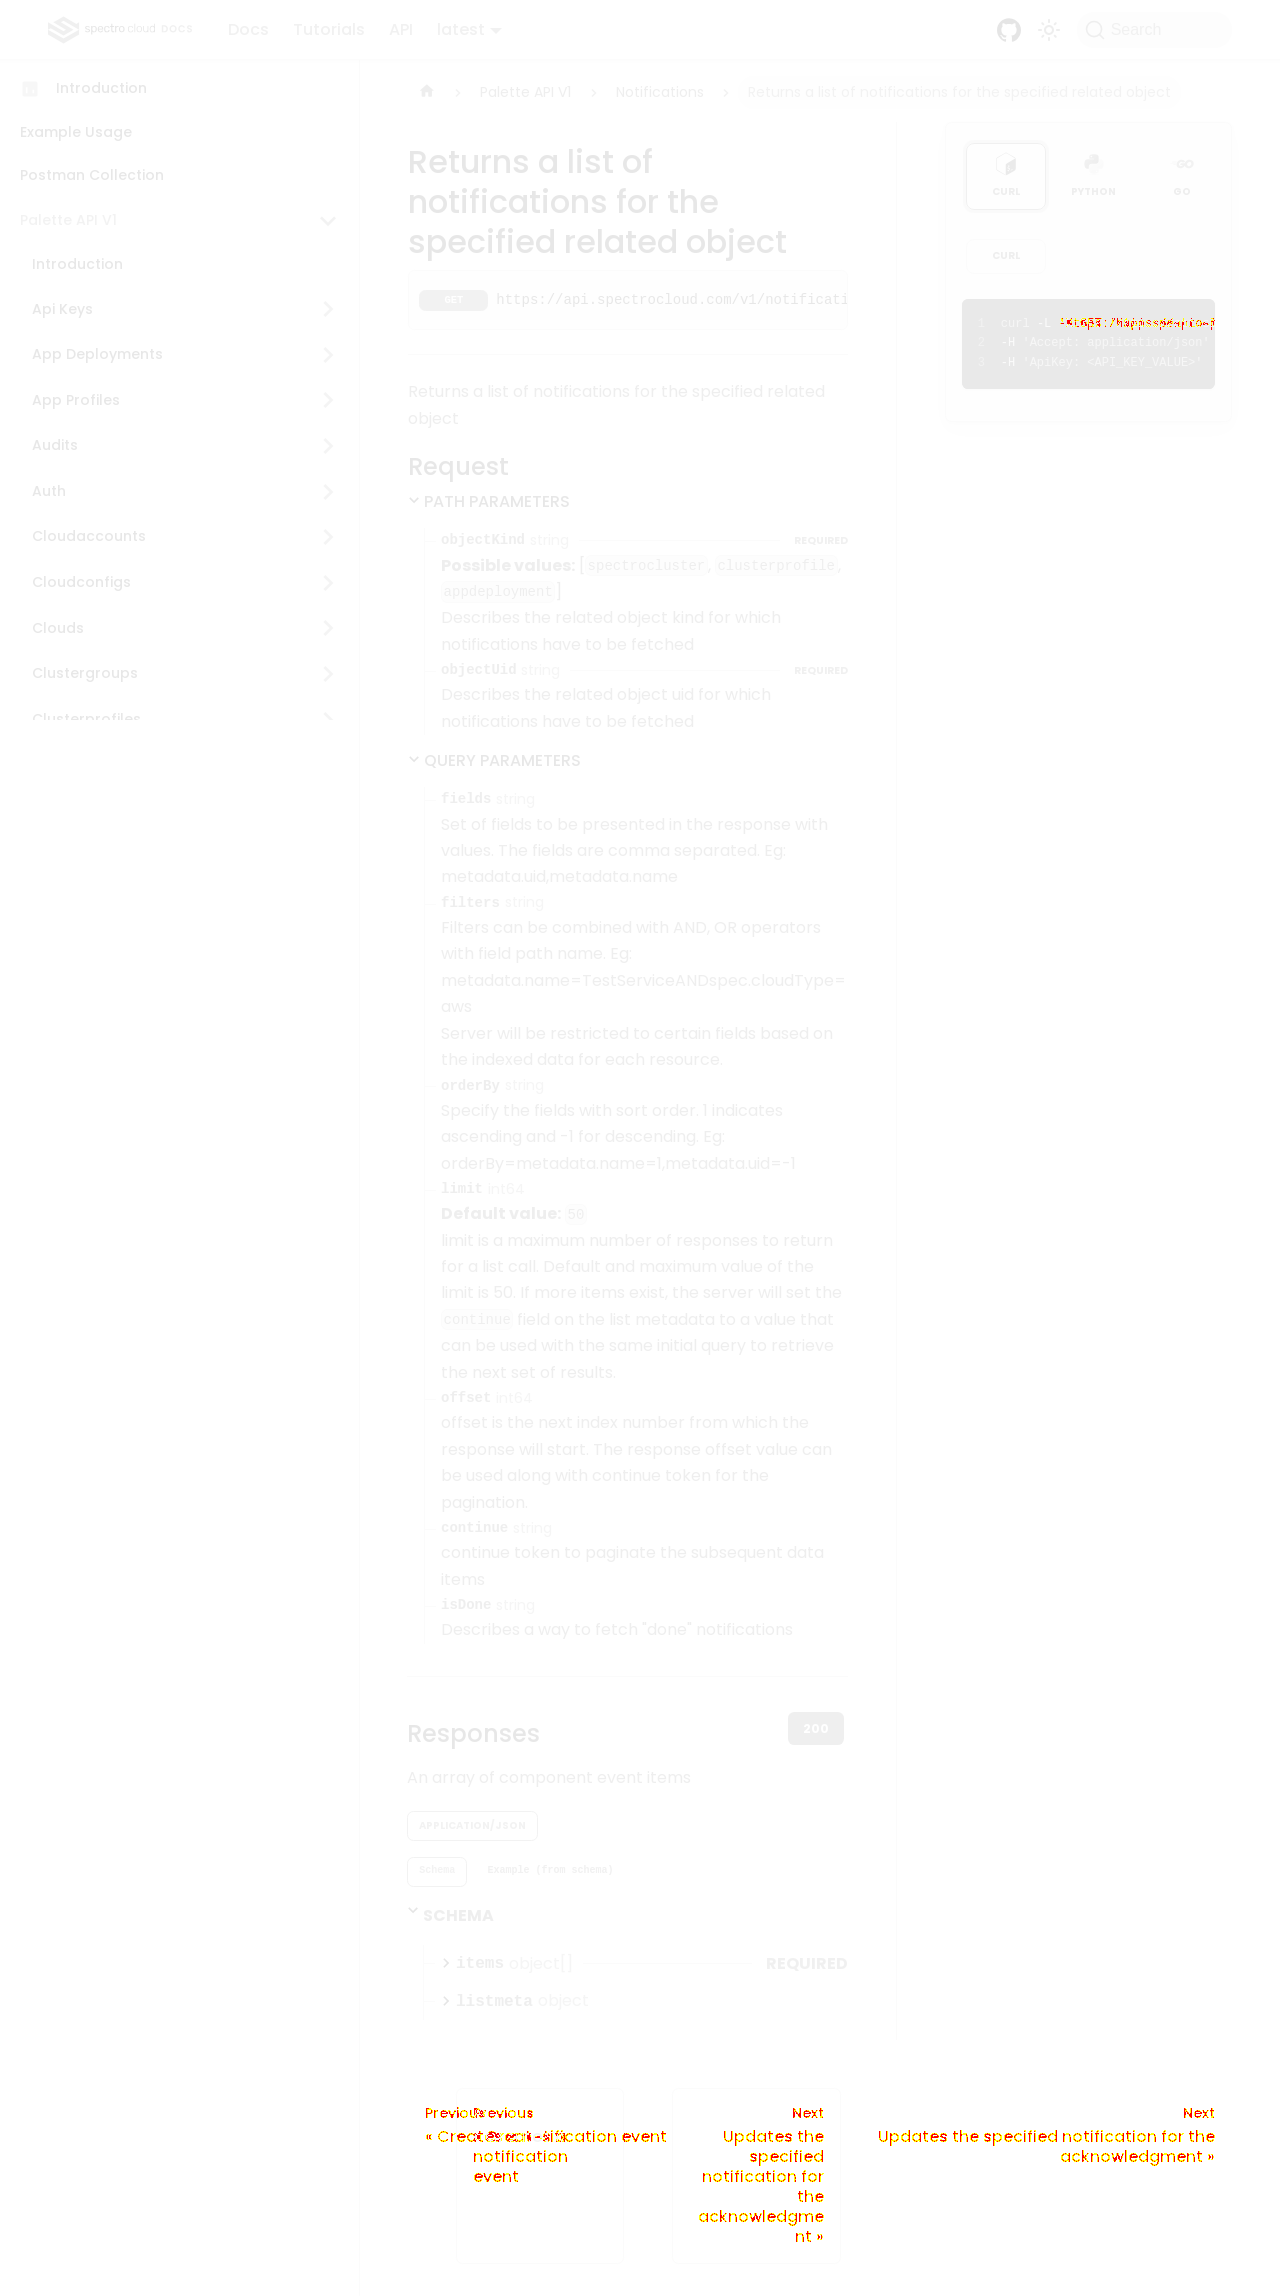 spectro cloud DOCS Docs Tutorials API latest Search
Introduction
Example Usage
Postman Collection
Palette API V1
Introduction
Api Keys
App Deployments
App Profiles
Audits
Auth
Cloudaccounts
Cloudconfigs
Clouds
Clustergroups
Clusterprofiles
Palette API V1 › Notifications › Returns a list of notifications for the specified related object
Returns a list of
notifications for the
specified related object
GET https://api.spectrocloud.com/v1/notificati
Returns a list of notifications for the specified related
object
Request
PATH PARAMETERS
objectKind string REQUIRED
Possible values: [spectrocluster, clusterprofile,
appdeployment]
Describes the related object kind for which
notifications have to be fetched
objectUid string REQUIRED
Describes the related object uid for which
notifications have to be fetched
QUERY PARAMETERS
fields string
Set of fields to be presented in the response with
values. The fields are comma separated. Eg:
metadata.uid,metadata.name
filters string
Filters can be combined with AND, OR operators
with field path name. Eg:
metadata.name=TestServiceANDspec.cloudType=
aws
Server will be restricted to certain fields based on
the indexed data for each resource.
orderBy string
Specify the fields with sort order. 1 indicates
ascending and -1 for descending. Eg:
orderBy=metadata.name=1,metadata.uid=-1
limit int64
Default value: 50
limit is a maximum number of responses to return
for a list call. Default and maximum value of the
limit is 50. If more items exist, the server will set the
continue field on the list metadata to a value that
can be used with the same initial query to retrieve
the next set of results.
offset int64
offset is the next index number from which the
response will start. The response offset value can
be used along with continue token for the
pagination.
continue string
continue token to paginate the subsequent data
items
isDone string
Describes a way to fetch "done" notifications
Responses 200
An array of component event items
APPLICATION/JSON
Schema Example (from schema)
SCHEMA
items object[] REQUIRED
listmeta object
CURL PYTHON GO
CURL
1 curl -L
2 -H 'Accept: application/json'
3 -H 'ApiKey: <API_KEY_VALUE>'
Previous Previous
notification
event
Next
Updates the
specified
notification for
the
acknowledgme
nt »
Next
Updates the specified notification for the
acknowledgment »